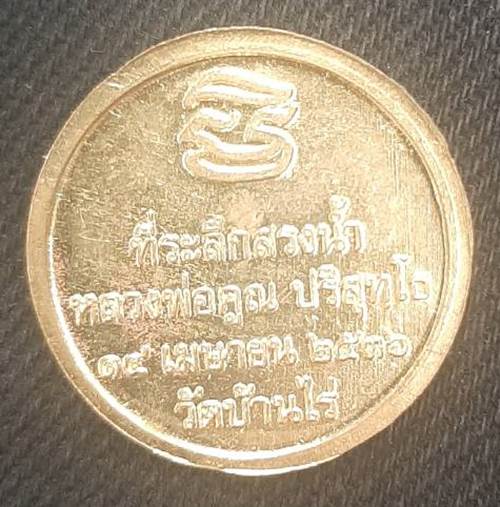 ที่ระลึกสรงน้ำ
หลวงพ่อคูณ ปริสุทโธ
๑๔ เมษายน ๒๕๓๖
วัดบ้านไร่